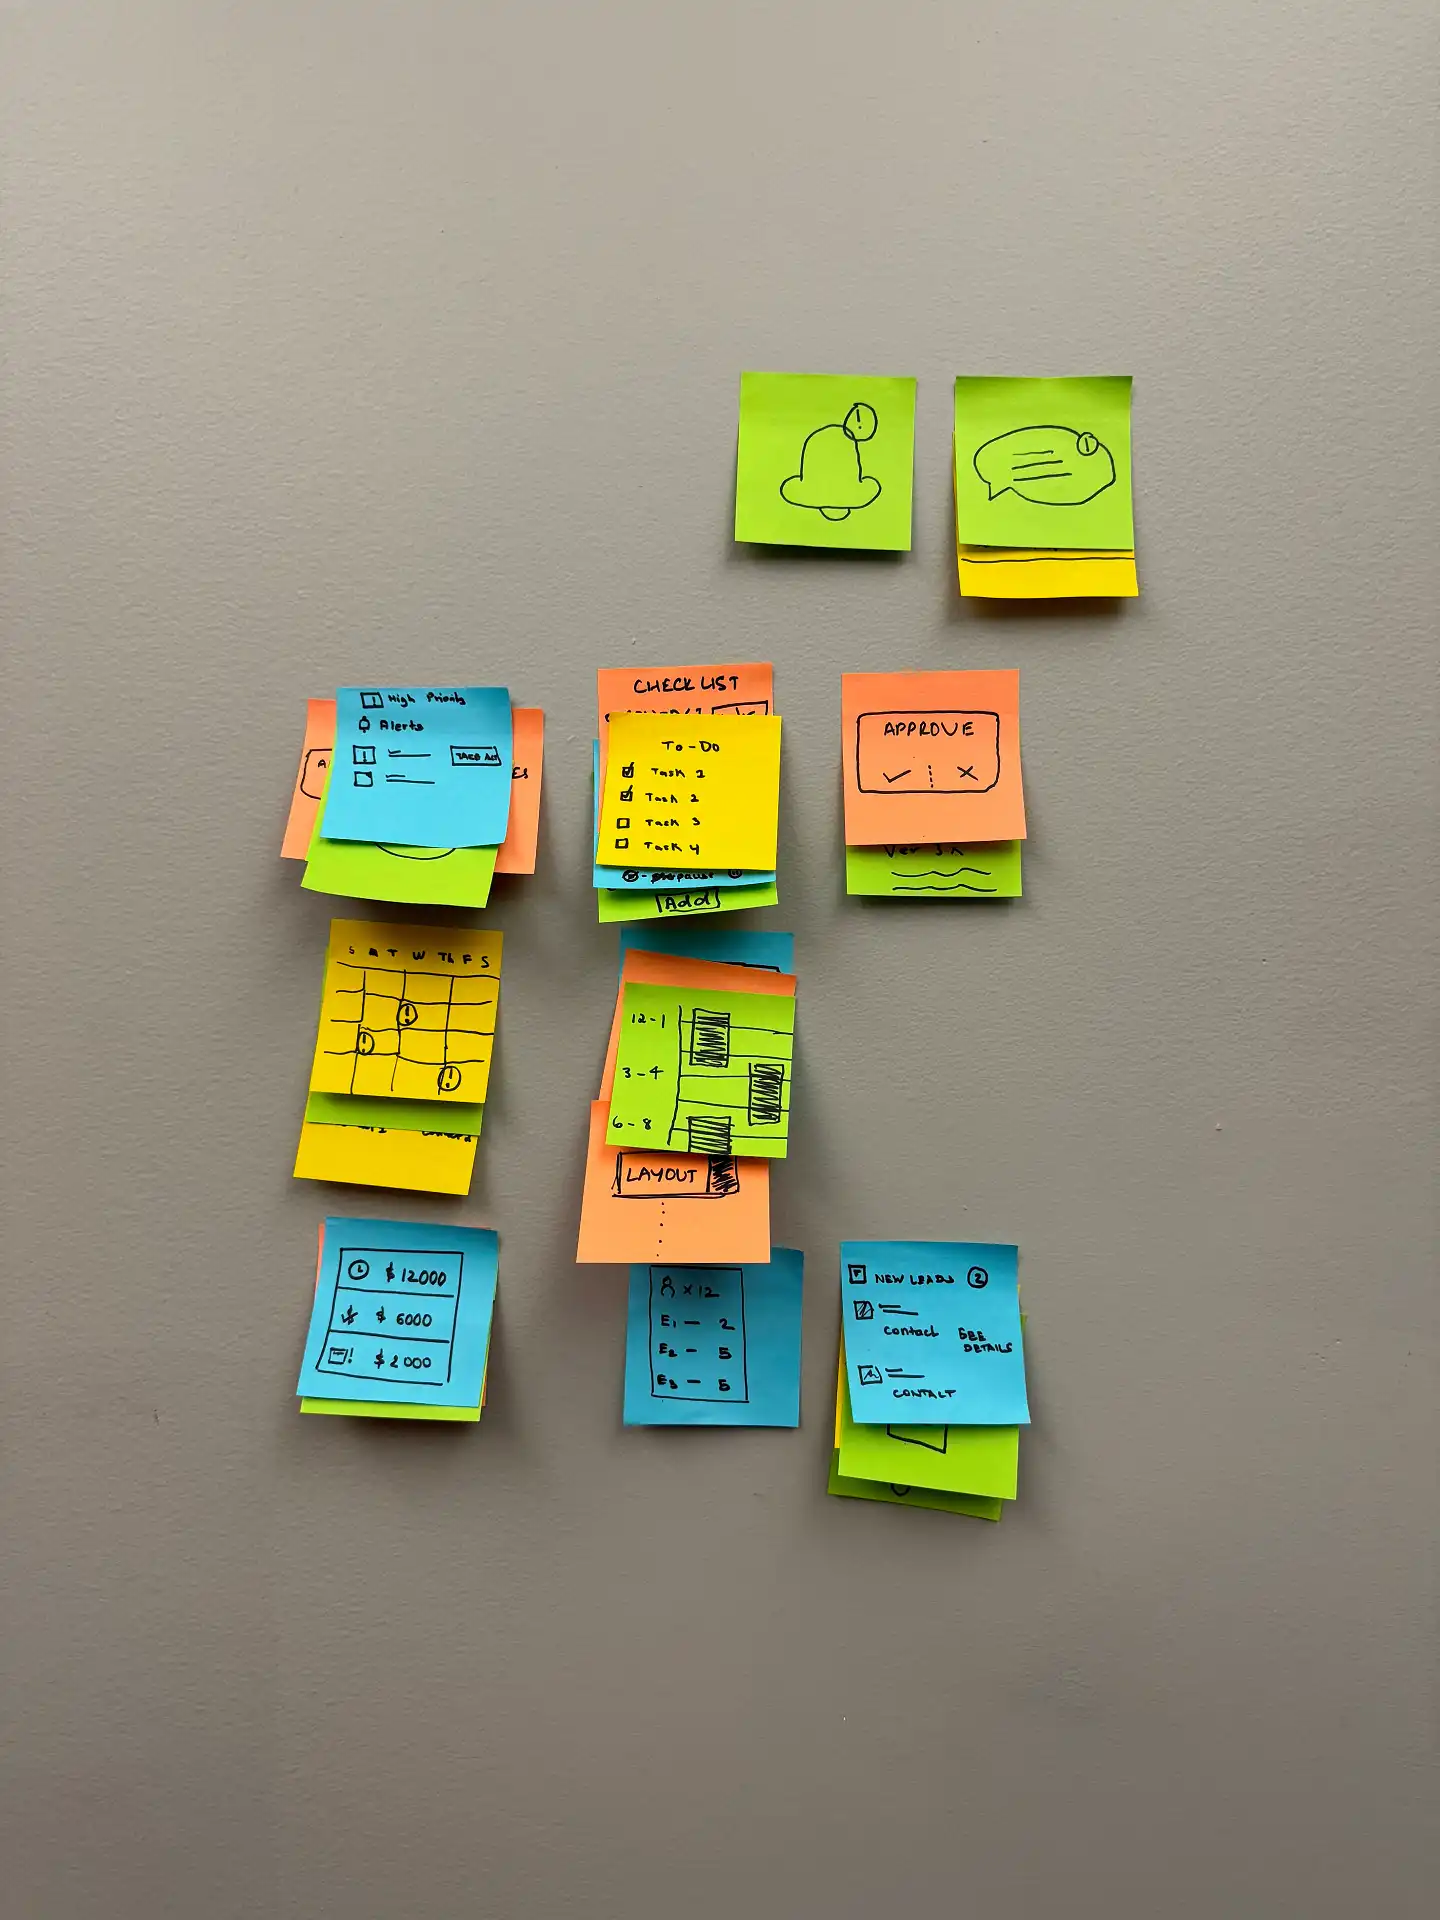 High Priority
Alerts
TAKE ACT
CHECK LIST
To-Do
Task 1
Task 2
Task 3
Task 4
pause
Add
APPROVE
Ver 3.x
S M T W Th F S
12-1
3-4
6-8
LAYOUT
$12000
$ 6000
$2000
x12
E1 - 2
E2 - 5
E3 - 5
NEW LEADS 2
contact SEE
DETAILS
CONTACT